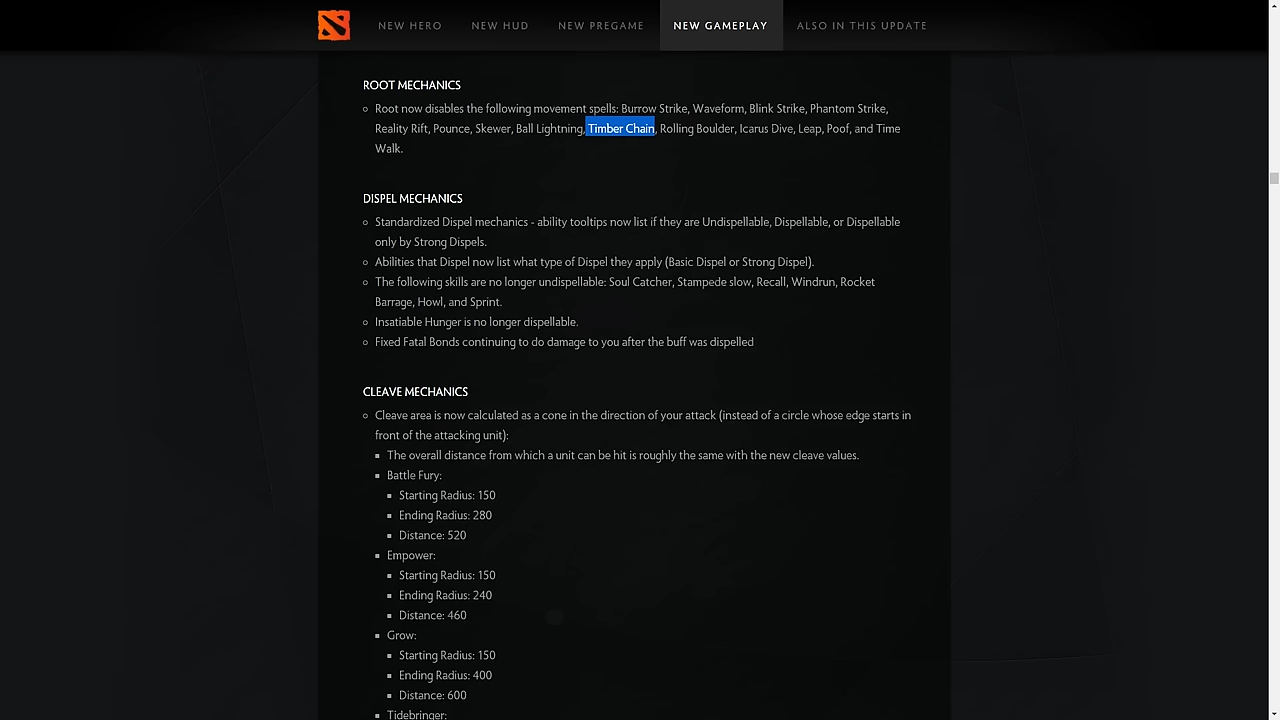 NEW HERO NEW HUD NEW PREGAME NEW GAMEPLAY ALSO IN THIS UPDATE
ROOT MECHANICS
Root now disables the following movement spells: Burrow Strike, Waveform, Blink Strike, Phantom Strike,
Reality Rift, Pounce, Skewer, Ball Lightning, Timber Chain, Rolling Boulder, Icarus Dive, Leap, Poof, and Time
Walk.
DISPEL MECHANICS
Standardized Dispel mechanics - ability tooltips now list if they are Undispellable, Dispellable, or Dispellable
only by Strong Dispels.
Abilities that Dispel now list what type of Dispel they apply (Basic Dispel or Strong Dispel).
The following skills are no longer undispellable: Soul Catcher, Stampede slow, Recall, Windrun, Rocket
Barrage, Howl, and Sprint.
Insatiable Hunger is no longer dispellable.
Fixed Fatal Bonds continuing to do damage to you after the buff was dispelled
CLEAVE MECHANICS
Cleave area is now calculated as a cone in the direction of your attack (instead of a circle whose edge starts in
front of the attacking unit):
The overall distance from which a unit can be hit is roughly the same with the new cleave values.
Battle Fury:
Starting Radius: 150
Ending Radius: 280
Distance: 520
Empower:
Starting Radius: 150
Ending Radius: 240
Distance: 460
Grow:
Starting Radius: 150
Ending Radius: 400
Distance: 600
Tidebringer: